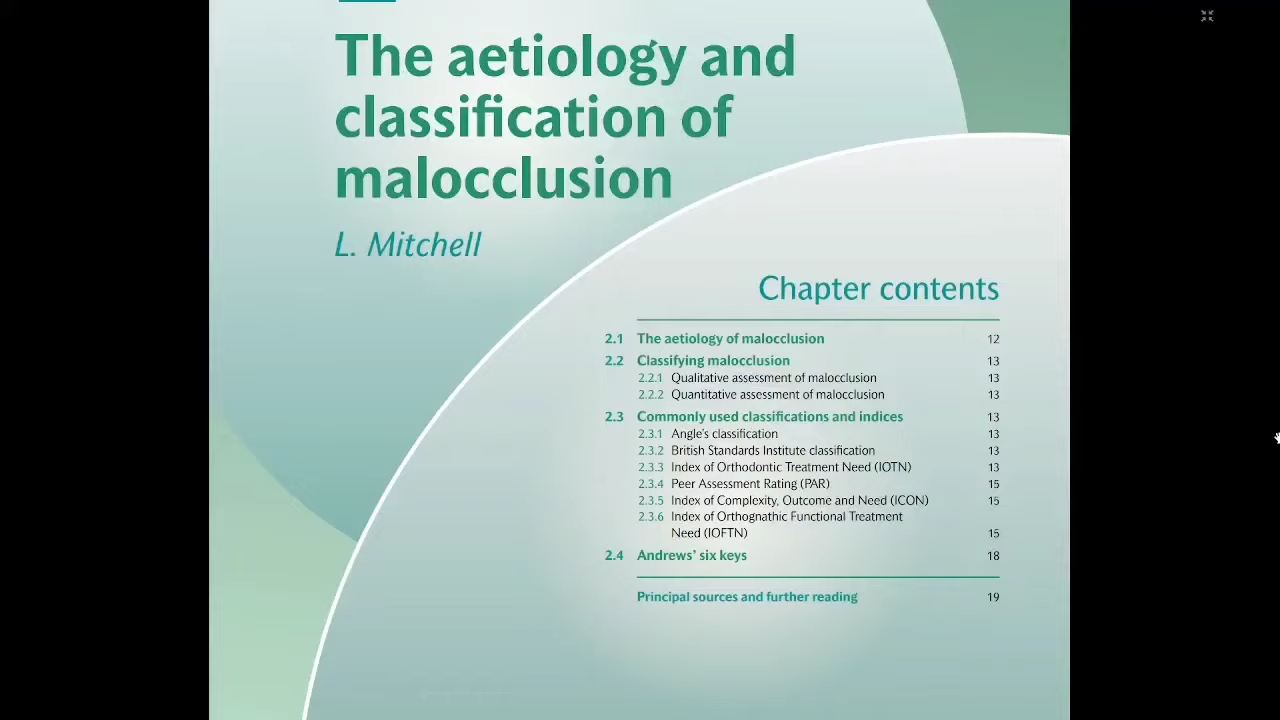 The aetiology and
classification of
malocclusion
L. Mitchell
Chapter contents
2.1 The aetiology of malocclusion 12
2.2 Classifying malocclusion 13
2.2.1 Qualitative assessment of malocclusion 13
2.2.2 Quantitative assessment of malocclusion 13
2.3 Commonly used classifications and indices 13
2.3.1 Angle's classification 13
2.3.2 British Standards Institute classification 13
2.3.3 Index of Orthodontic Treatment Need (IOTN) 13
2.3.4 Peer Assessment Rating (PAR) 15
2.3.5 Index of Complexity, Outcome and Need (ICON) 15
2.3.6 Index of Orthognathic Functional Treatment
Need (IOFTN) 15
2.4 Andrews' six keys 18
Principal sources and further reading 19